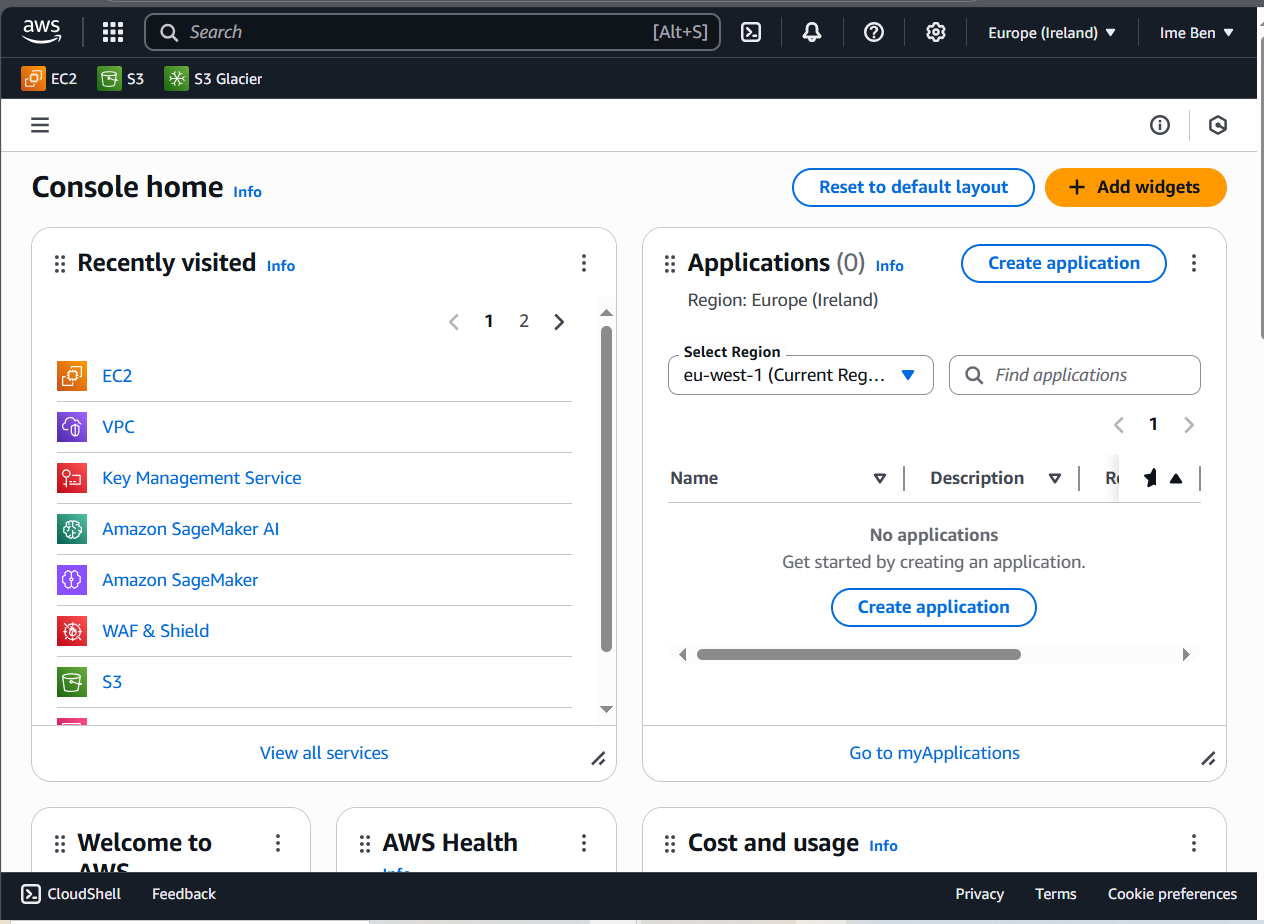 aws
Search [Alt+S]
Europe (Ireland)
Ime Ben
EC2
S3
S3 Glacier
Console home Info
Reset to default layout
Add widgets
Recently visited Info
1 2
EC2
VPC
Key Management Service
Amazon SageMaker AI
Amazon SageMaker
WAF & Shield
S3
View all services
Applications (0) Info
Create application
Region: Europe (Ireland)
Select Region
eu-west-1 (Current Reg...
Find applications
1
Name Description
No applications
Get started by creating an application.
Create application
Go to myApplications
Welcome to
AWS
AWS Health
Info
Cost and usage Info
CloudShell
Feedback
Privacy
Terms
Cookie preferences